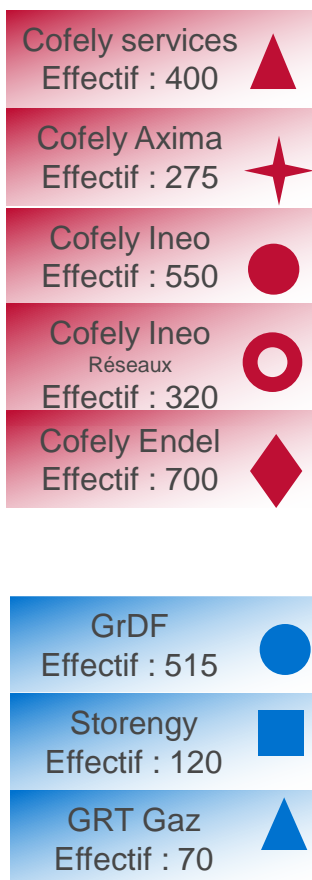 Cofely services
Effectif : 400
Cofely Axima
Effectif : 275
Cofely Ineo
Effectif : 550
Cofely Ineo
Réseaux
Effectif : 320
Cofely Endel
Effectif : 700
GrDF
Effectif : 515
Storengy
Effectif : 120
GRT Gaz
Effectif : 70